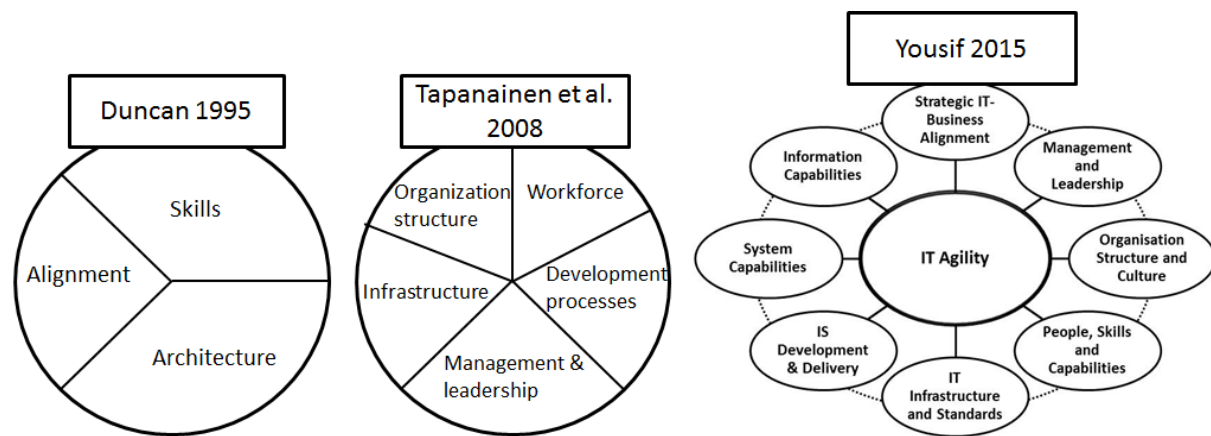 Duncan 1995
Skills
Alignment
Architecture
Tapanainen et al.
2008
Organization
structure
Workforce
Infrastructure
Development
processes
Management &
leadership
Yousif 2015
Strategic IT-
Business
Alignment
Management
and
Leadership
Organisation
Structure and
Culture
People, Skills
and
Capabilities
IT
Infrastructure
and Standards
IS
Development
& Delivery
System
Capabilities
Information
Capabilities
IT Agility